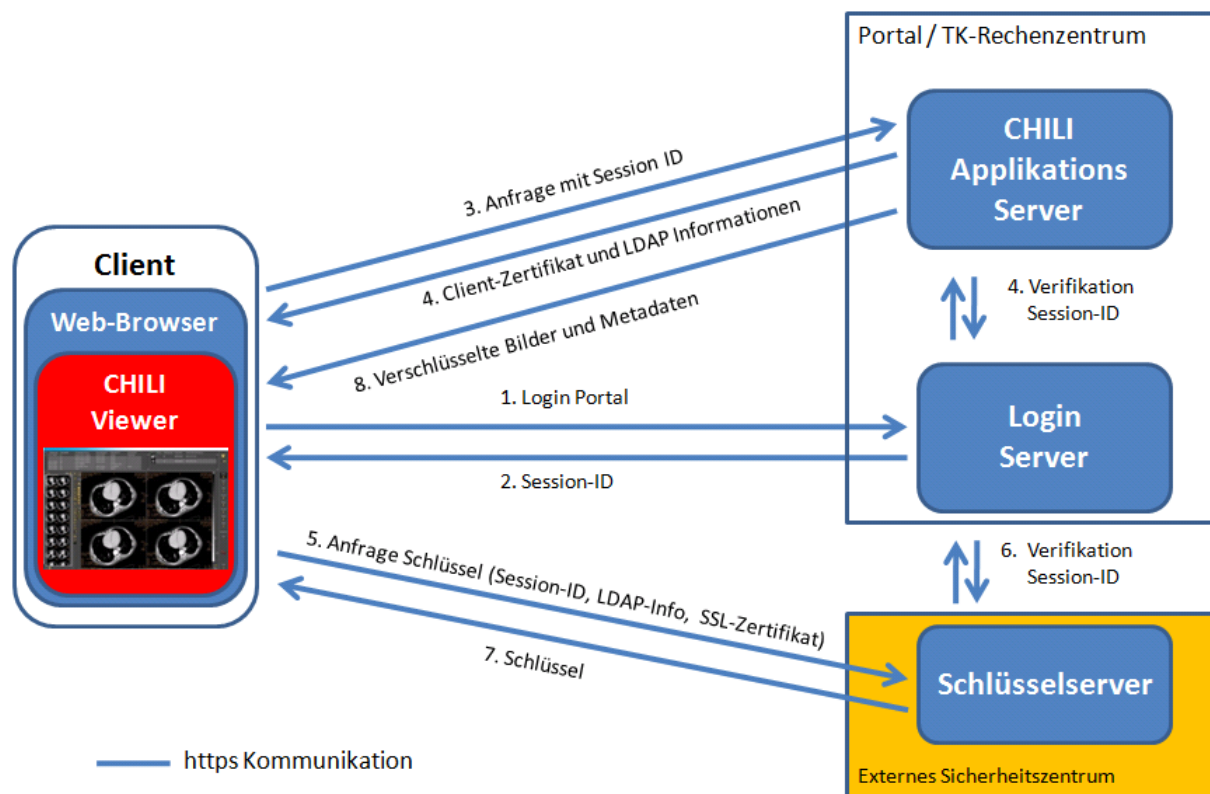 Portal / TK-Rechenzentrum
CHILI
Applikations
Server
3. Anfrage mit Session ID
4. Client-Zertifikat und LDAP Informationen
8. Verschlüsselte Bilder und Metadaten
4. Verifikation
Session-ID
Client
Web-Browser
CHILI
Viewer
1. Login Portal
2. Session-ID
Login
Server
5. Anfrage Schlüssel (Session-ID, LDAP-Info, SSL-Zertifikat)
7. Schlüssel
6. Verifikation
Session-ID
Schlüsselserver
Externes Sicherheitszentrum
https Kommunikation